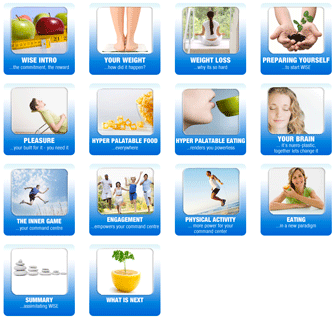 WISE INTRO
...the commitment, the reward
YOUR WEIGHT
...how did it happen?
WEIGHT LOSS
... why its so hard
PREPARING YOURSELF
...to start WISE
PLEASURE
...your built for it - you need it
HYPER PALATABLE FOOD
...everywhere
HYPER PALATABLE EATING
...renders you powerless
YOUR BRAIN
...it's nuero-plastic,
together lets change it
THE INNER GAME
...your command centre
ENGAGEMENT
...empowers your command centre
PHYSICAL ACTIVITY
... more power for your
command center
EATING
...in a new paradigm
SUMMARY
...assimilating WISE
WHAT IS NEXT